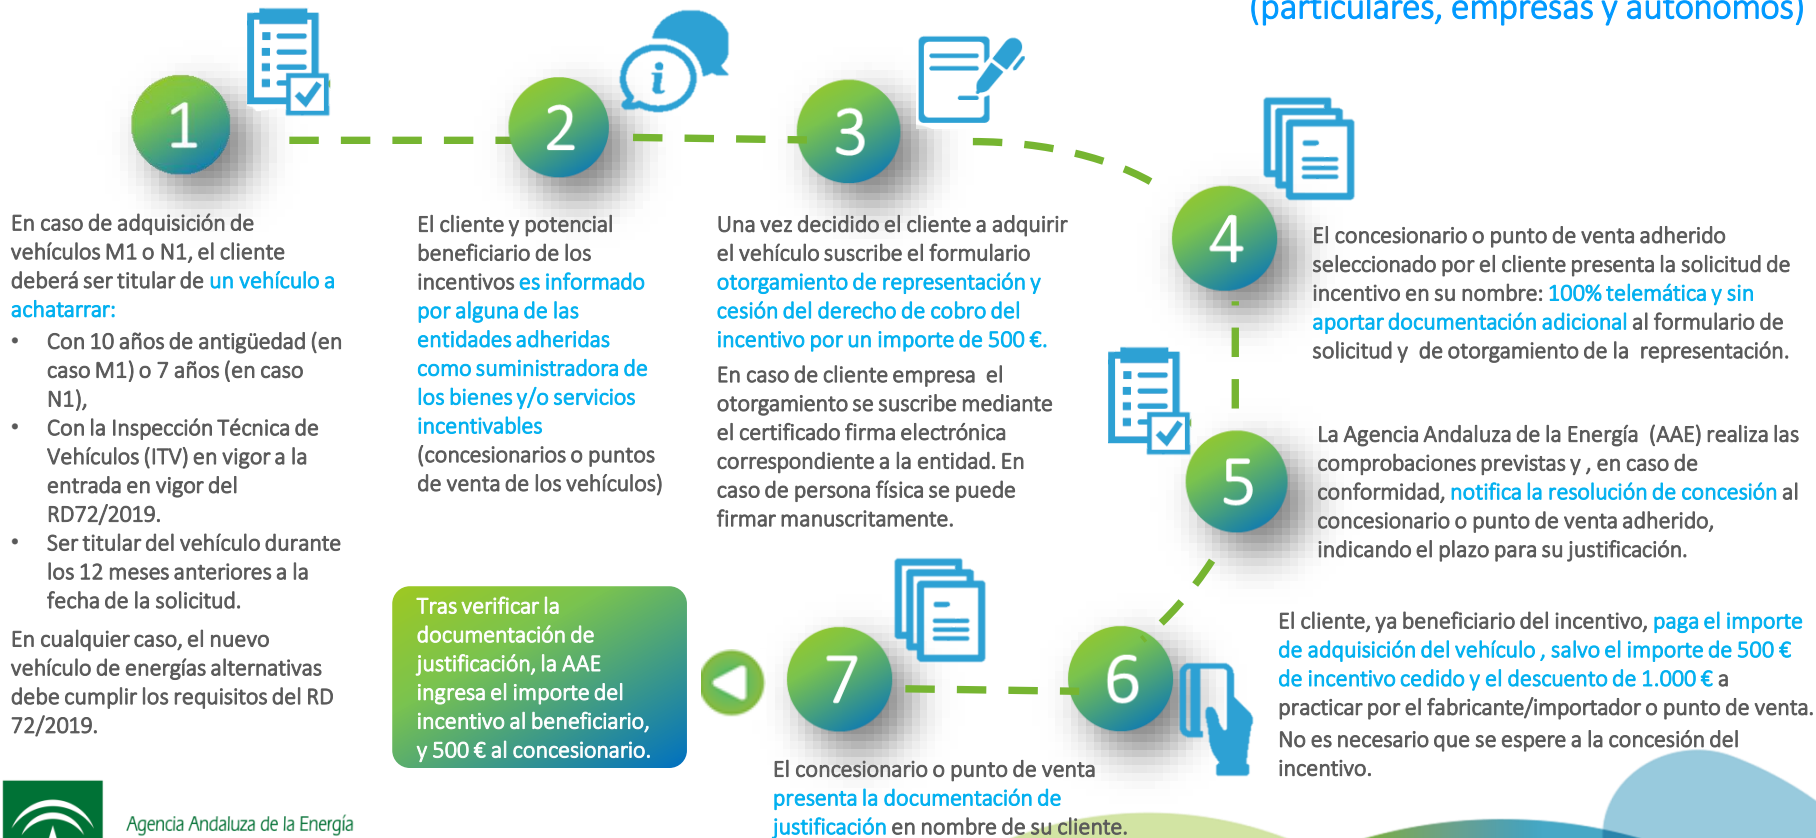 (particulares, empresas y autónomos)
1
En caso de adquisición de
vehículos M1 o N1, el cliente
deberá ser titular de un vehículo a
achatarrar:
• Con 10 años de antigüedad (en
caso M1) o 7 años (en caso
N1),
• Con la Inspección Técnica de
Vehículos (ITV) en vigor a la
entrada en vigor del
RD72/2019.
• Ser titular del vehículo durante
los 12 meses anteriores a la
fecha de la solicitud.
En cualquier caso, el nuevo
vehículo de energías alternativas
debe cumplir los requisitos del RD
72/2019.
2
i
El cliente y potencial
beneficiario de los
incentivos es informado
por alguna de las
entidades adheridas
como suministradora de
los bienes y/o servicios
incentivables
(concesionarios o puntos
de venta de los vehículos)
3
Una vez decidido el cliente a adquirir
el vehículo suscribe el formulario
otorgamiento de representación y
cesión del derecho de cobro del
incentivo por un importe de 500 €.
En caso de cliente empresa el
otorgamiento se suscribe mediante
el certificado firma electrónica
correspondiente a la entidad. En
caso de persona física se puede
firmar manuscritamente.
4
El concesionario o punto de venta adherido
seleccionado por el cliente presenta la solicitud de
incentivo en su nombre: 100% telemática y sin
aportar documentación adicional al formulario de
solicitud y de otorgamiento de la representación.
5
La Agencia Andaluza de la Energía (AAE) realiza las
comprobaciones previstas y , en caso de
conformidad, notifica la resolución de concesión al
concesionario o punto de venta adherido,
indicando el plazo para su justificación.
6
El cliente, ya beneficiario del incentivo, paga el importe
de adquisición del vehículo , salvo el importe de 500 €
de incentivo cedido y el descuento de 1.000 € a
practicar por el fabricante/importador o punto de venta.
No es necesario que se espere a la concesión del
incentivo.
7
El concesionario o punto de venta
presenta la documentación de
justificación en nombre de su cliente.
Tras verificar la
documentación de
justificación, la AAE
ingresa el importe del
incentivo al beneficiario,
y 500 € al concesionario.
Agencia Andaluza de la Energía